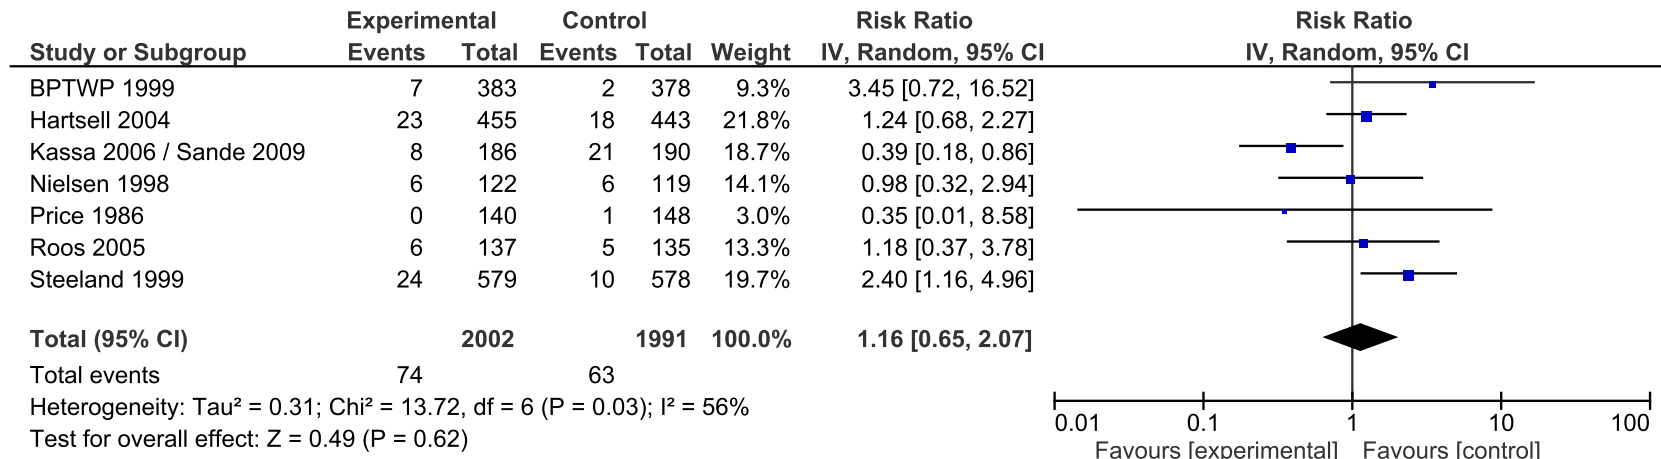 Experimental Control Risk Ratio Risk Ratio
Study or Subgroup Events Total Events Total Weight IV, Random, 95% CI IV, Random, 95% CI
BPTWP 1999 7 383 2 378 9.3% 3.45 [0.72, 16.52]
Hartsell 2004 23 455 18 443 21.8% 1.24 [0.68, 2.27]
Kassa 2006 / Sande 2009 8 186 21 190 18.7% 0.39 [0.18, 0.86]
Nielsen 1998 6 122 6 119 14.1% 0.98 [0.32, 2.94]
Price 1986 0 140 1 148 3.0% 0.35 [0.01, 8.58]
Roos 2005 6 137 5 135 13.3% 1.18 [0.37, 3.78]
Steeland 1999 24 579 10 578 19.7% 2.40 [1.16, 4.96]
Total (95% CI) 2002 1991 100.0% 1.16 [0.65, 2.07]
Total events 74 63
Heterogeneity: Tau² = 0.31; Chi² = 13.72, df = 6 (P = 0.03); I² = 56%
Test for overall effect: Z = 0.49 (P = 0.62)
0.01 0.1 1 10 100
Favours [experimental] Favours [control]